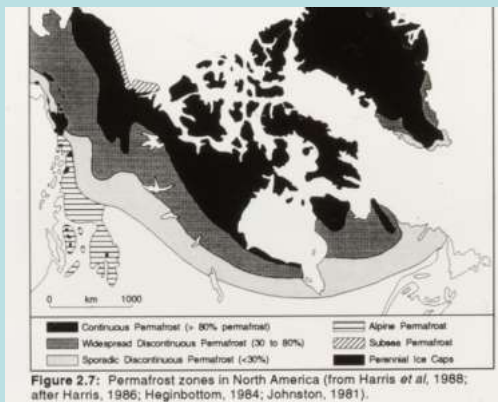 0 km 1000
Continuous Permafrost (> 80% permafrost)
Widespread Discontinuous Permafrost (30 to 80%)
Sporadic Discontinuous Permafrost (<30%)
Alpine Permafrost
Subsea Permafrost
Perennial Ice Caps
Figure 2.7: Permafrost zones in North America (from Harris et al, 1988;
after Harris, 1986; Heginbottom, 1984; Johnston, 1981).